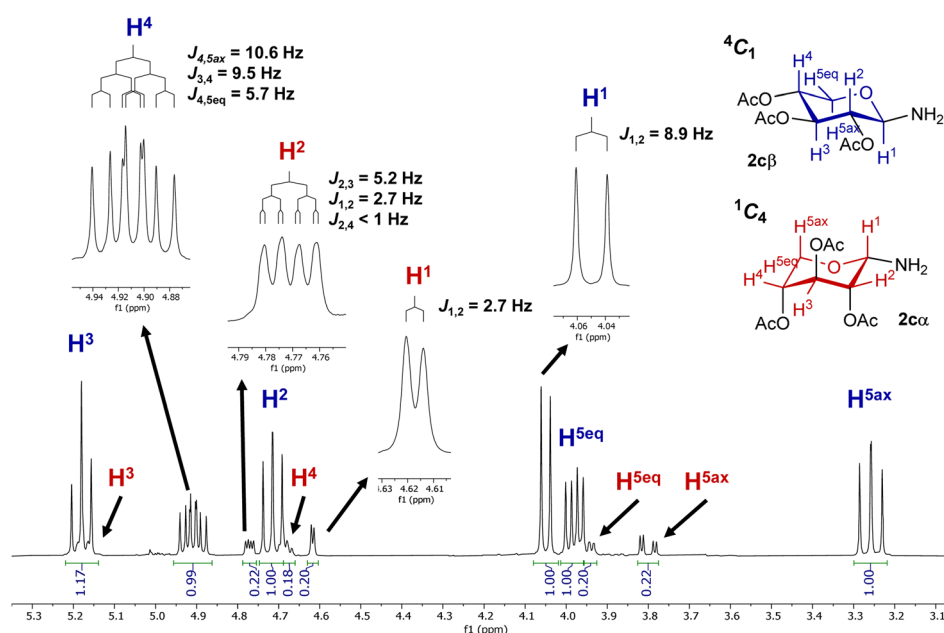 H⁴
J4,5ax = 10.6 Hz
J3,4 = 9.5 Hz
J4,5eq = 5.7 Hz
4.94 4.92 4.90 4.88
f1 (ppm)
H²
J2,3 = 5.2 Hz
J1,2 = 2.7 Hz
J2,4 < 1 Hz
4.79 4.78 4.77 4.76
f1 (ppm)
H¹
J1,2 = 2.7 Hz
.63 4.62 4.61
f1 (ppm)
H¹
J1,2 = 8.9 Hz
4.06 4.04
f1 (ppm)
⁴C₁
H⁴
H⁵eq
H²
O
AcO
NH₂
AcO
H⁵ax
H³
AcO
H¹
2cβ
¹C₄
H⁵ax
OAc
H¹
H⁵eq
O
NH₂
H⁴
H²
H³
AcO
OAc
2cα
H³
H³
H²
H⁴
H⁵eq
H⁵eq
H⁵ax
H⁵ax
1.17 0.99 0.22 1.00 0.18 0.20 1.00 1.00 0.20 0.22 1.00
5.3 5.2 5.1 5.0 4.9 4.8 4.7 4.6 4.5 4.4 4.3 4.2 4.1 4.0 3.9 3.8 3.7 3.6 3.5 3.4 3.3 3.2 3.1
f1 (ppm)